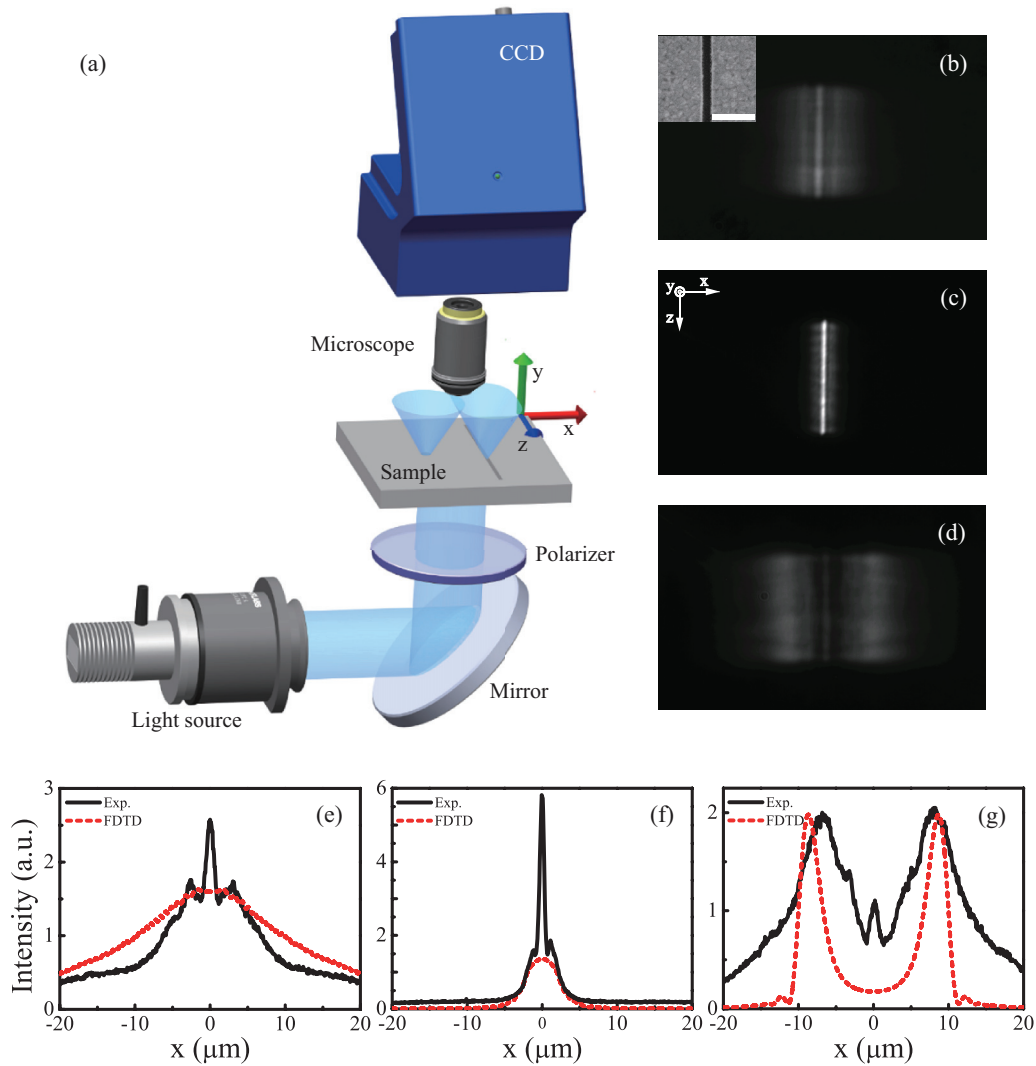 (a)
CCD
Microscope
y
x
z
Sample
Polarizer
Mirror
Light source
(b)
y
x
z
(c)
(d)
Intensity (a.u.)
3
2
1
0
-20
-10
0
10
20
x (μm)
Exp.
FDTD
(e)
6
4
2
0
-20
-10
0
10
20
x (μm)
Exp.
FDTD
(f)
2
1
0
-20
-10
0
10
20
x (μm)
Exp.
FDTD
(g)